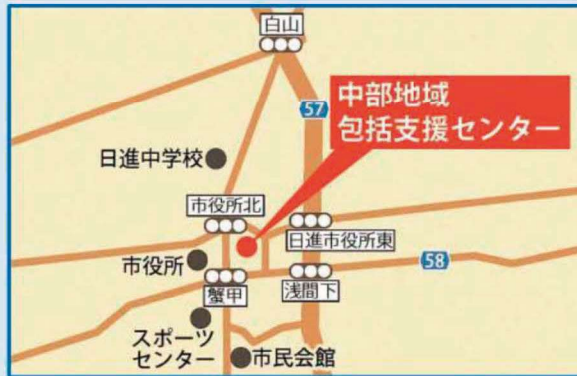 白山
57
中部地域
包括支援センター
日進中学校
市役所北
日進市役所東
市役所
58
蟹甲
浅間下
スポーツ
センター
市民会館